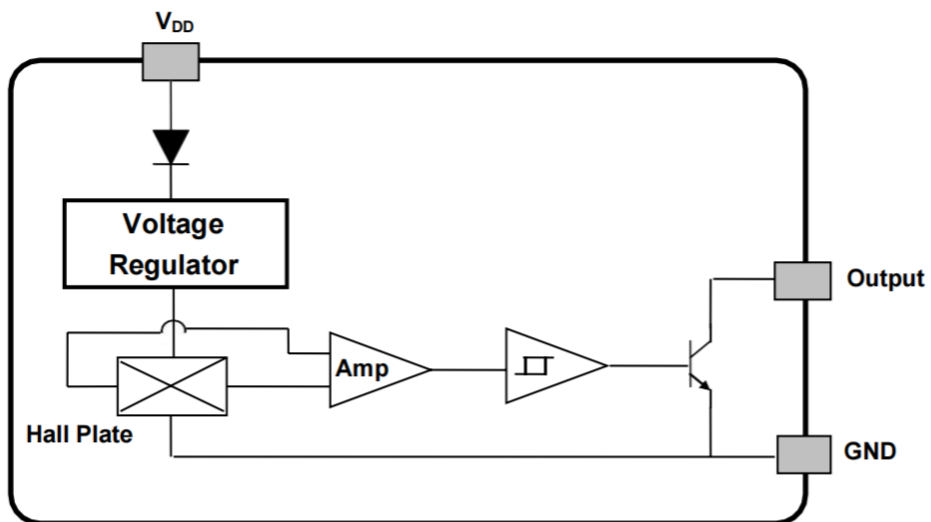 VDD
Voltage
Regulator
Output
Amp
Hall Plate
GND